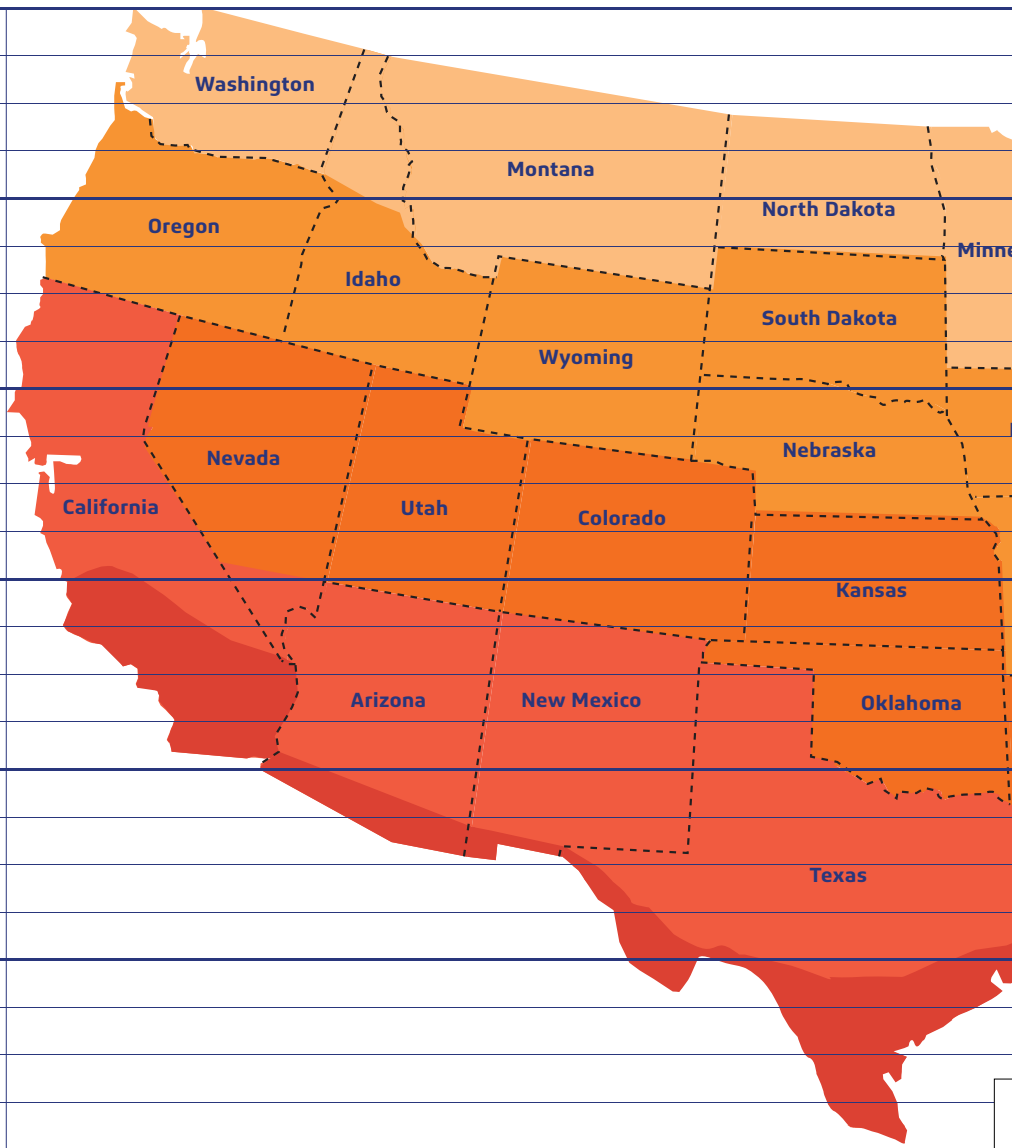 Washington
Montana
North Dakota
Oregon
Minne
Idaho
South Dakota
Wyoming
Nebraska
Nevada
California
Utah
Colorado
Kansas
Arizona
New Mexico
Oklahoma
Texas